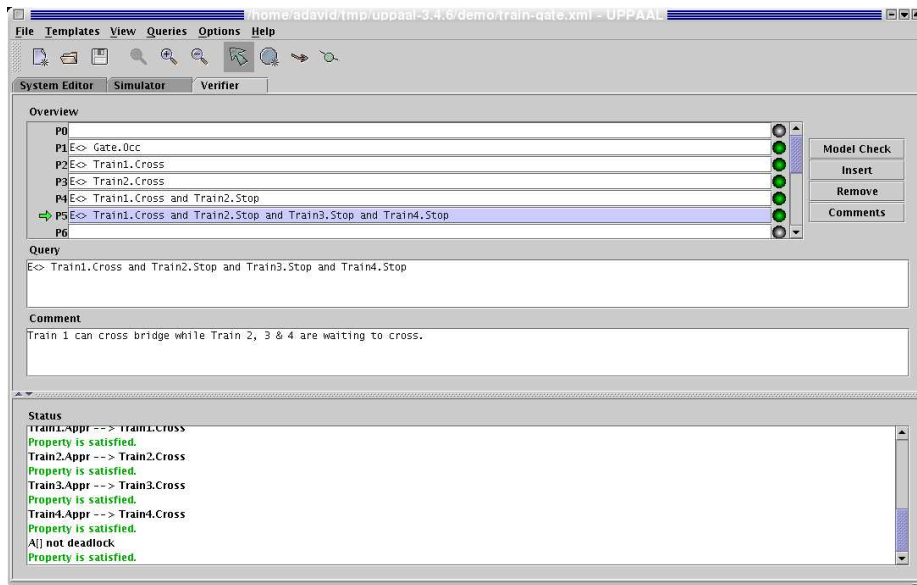 /home/adavid/tmp/uppaal-3.4.6/demo/train-gate.xml - UPPAAL
File Templates View Queries Options Help
System Editor Simulator Verifier
Overview
P0
P1 E<> Gate.Occ
P2 E<> Train1.Cross
P3 E<> Train2.Cross
P4 E<> Train1.Cross and Train2.Stop
P5 E<> Train1.Cross and Train2.Stop and Train3.Stop and Train4.Stop
P6
Model Check
Insert
Remove
Comments
Query
E<> Train1.Cross and Train2.Stop and Train3.Stop and Train4.Stop
Comment
Train 1 can cross bridge while Train 2, 3 & 4 are waiting to cross.
Status
Train1.Appr --> Train1.Cross
Property is satisfied.
Train2.Appr --> Train2.Cross
Property is satisfied.
Train3.Appr --> Train3.Cross
Property is satisfied.
Train4.Appr --> Train4.Cross
Property is satisfied.
A[] not deadlock
Property is satisfied.